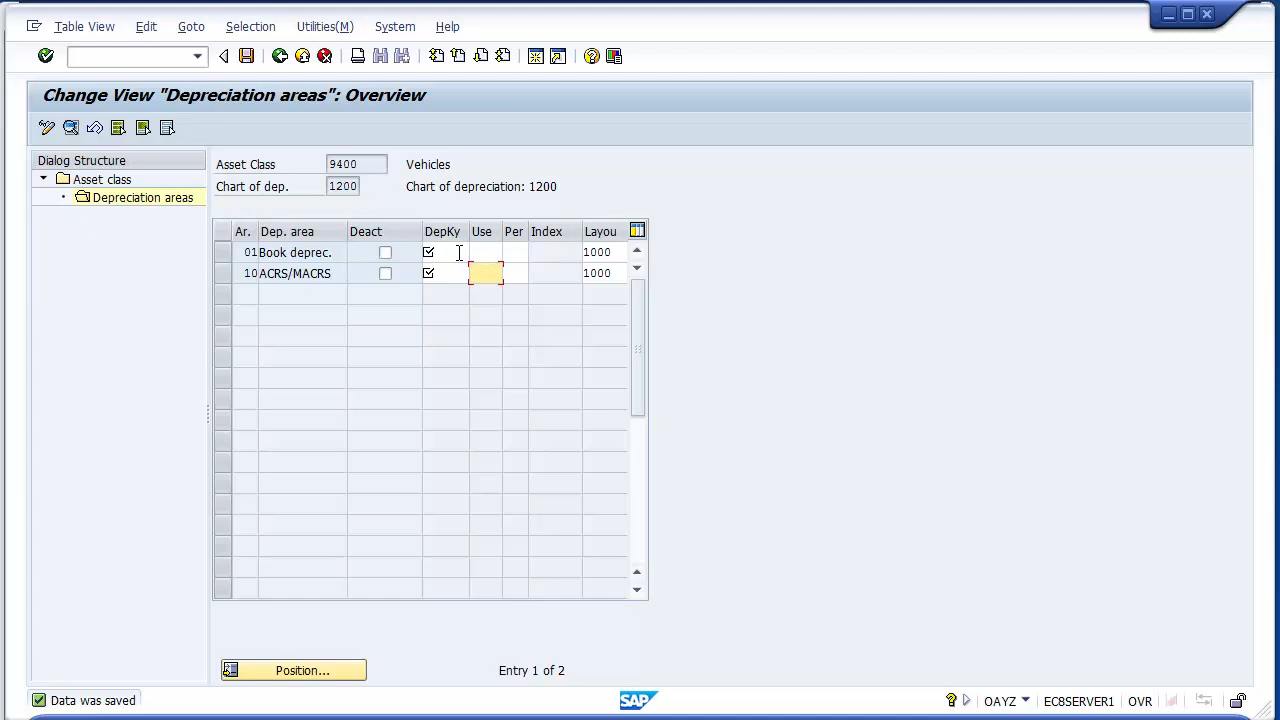 Table View Edit Goto Selection Utilities(M) System Help
Change View "Depreciation areas": Overview
Dialog Structure
Asset class
Depreciation areas
Asset Class 9400 Vehicles
Chart of dep. 1200 Chart of depreciation: 1200
Ar. Dep. area Deact DepKy Use Per Index Layou
01 Book deprec. 1000
10 ACRS/MACRS 1000
Position... Entry 1 of 2
Data was saved SAP OAYZ EC8SERVER1 OVR